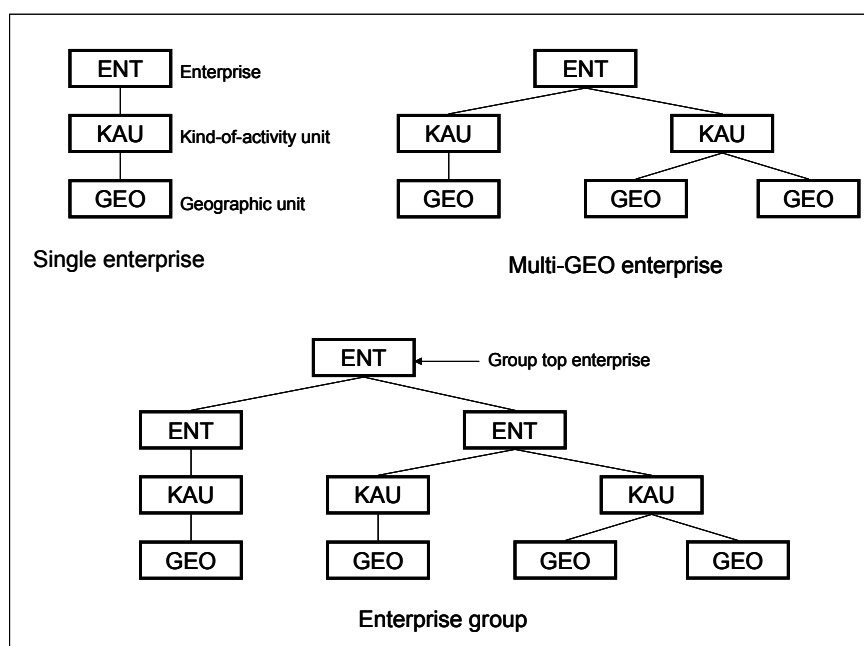 ENT Enterprise
KAU Kind-of-activity unit
GEO Geographic unit
Single enterprise
ENT
KAU KAU
GEO GEO GEO
Multi-GEO enterprise
ENT Group top enterprise
ENT ENT
KAU KAU KAU
GEO GEO GEO GEO
Enterprise group